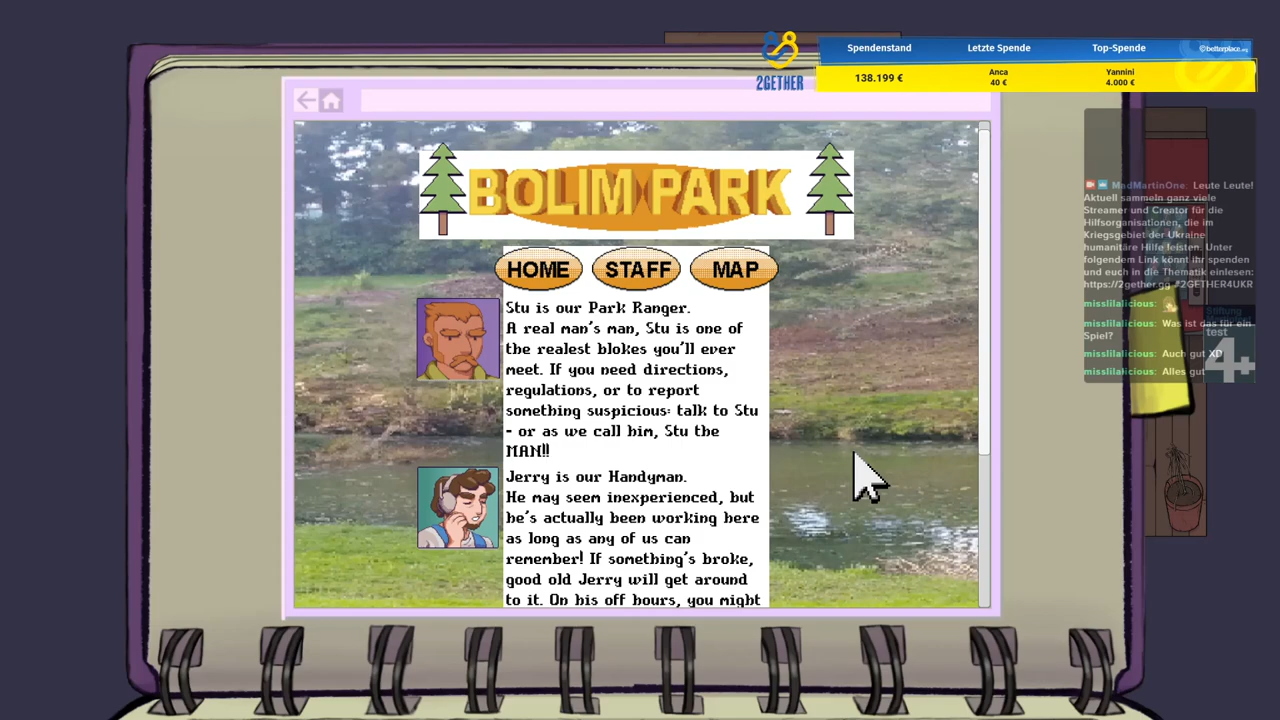 Spendenstand
Letzte Spende
Top-Spende
©betterplace.org
2GETHER
138.199 €
Anca
40 €
Yannini
4.000 €
BOLIM PARK
HOME
STAFF
MAP
Stu is our Park Ranger.
A real man's man, Stu is one of
the realest blokes you'll ever
meet. If you need directions,
regulations, or to report
something suspicious: talk to Stu
- or as we call him, Stu the
MAN!!
Jerry is our Handyman.
He may seem inexperienced, but
he's actually been working here
as long as any of us can
remember! If something's broke,
good old Jerry will get around
to it. On his off hours, you might
MadMartinOne: Leute Leute!
Aktuell sammeln ganz viele
Streamer und Creator für die
Hilfsorganisationen, die im
Kriegsgebiet der Ukraine
humanitäre Hilfe leisten. Unter
folgendem Link könnt ihr spenden
und euch in die Thematik einlesen:
https://2gether.gg #2GETHER4UKR
misslilalicious:
misslilalicious: Was ist das für ein
Spiel?
misslilalicious: Auch gut XD
misslilalicious: Alles gut
Stiftung
test
4+